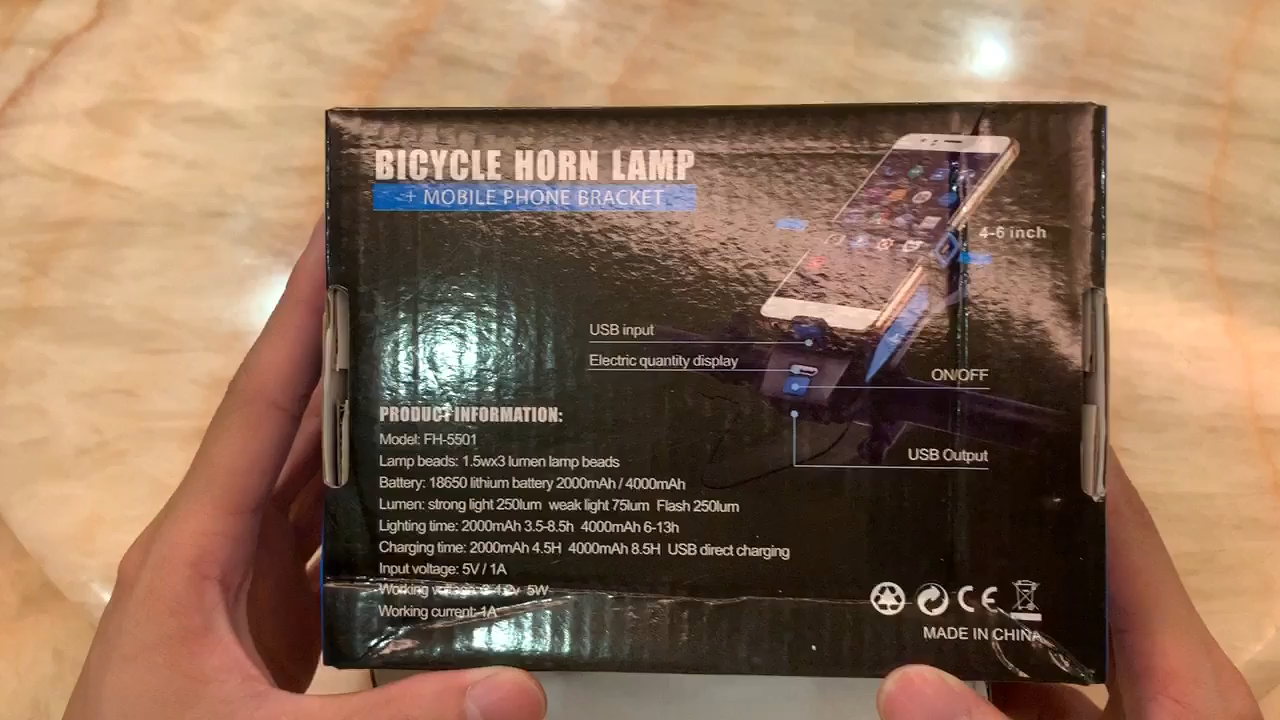 BICYCLE HORN LAMP
+ MOBILE PHONE BRACKET
4-6 inch
USB input
Electric quantity display
ON/OFF
USB Output
PRODUCT INFORMATION:
Model: FH-5501
Lamp beads: 1.5wx3 lumen lamp beads
Battery: 18650 lithium battery 2000mAh / 4000mAh
Lumen: strong light 250lum weak light 75lum Flash 250lum
Lighting time: 2000mAh 3.5-8.5h 4000mAh 6-13h
Charging time: 2000mAh 4.5H 4000mAh 8.5H USB direct charging
Input voltage: 5V / 1A
Working voltage: 5W
Working current: 1A
CE
MADE IN CHINA